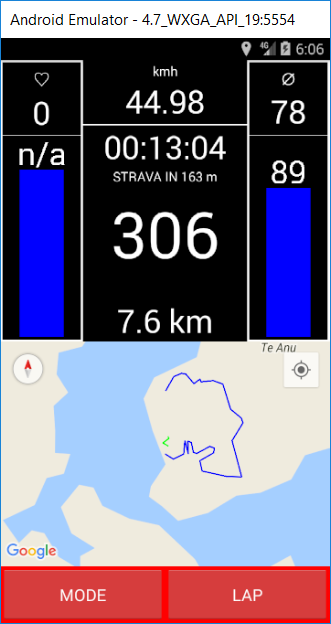 Android Emulator - 4.7_WXGA_API_19:5554
4G 6:06
0
n/a
kmh
44.98
00:13:04
STRAVA IN 163 m
306
7.6 km
Ø
78
89
Te Anu
Google
MODE
LAP